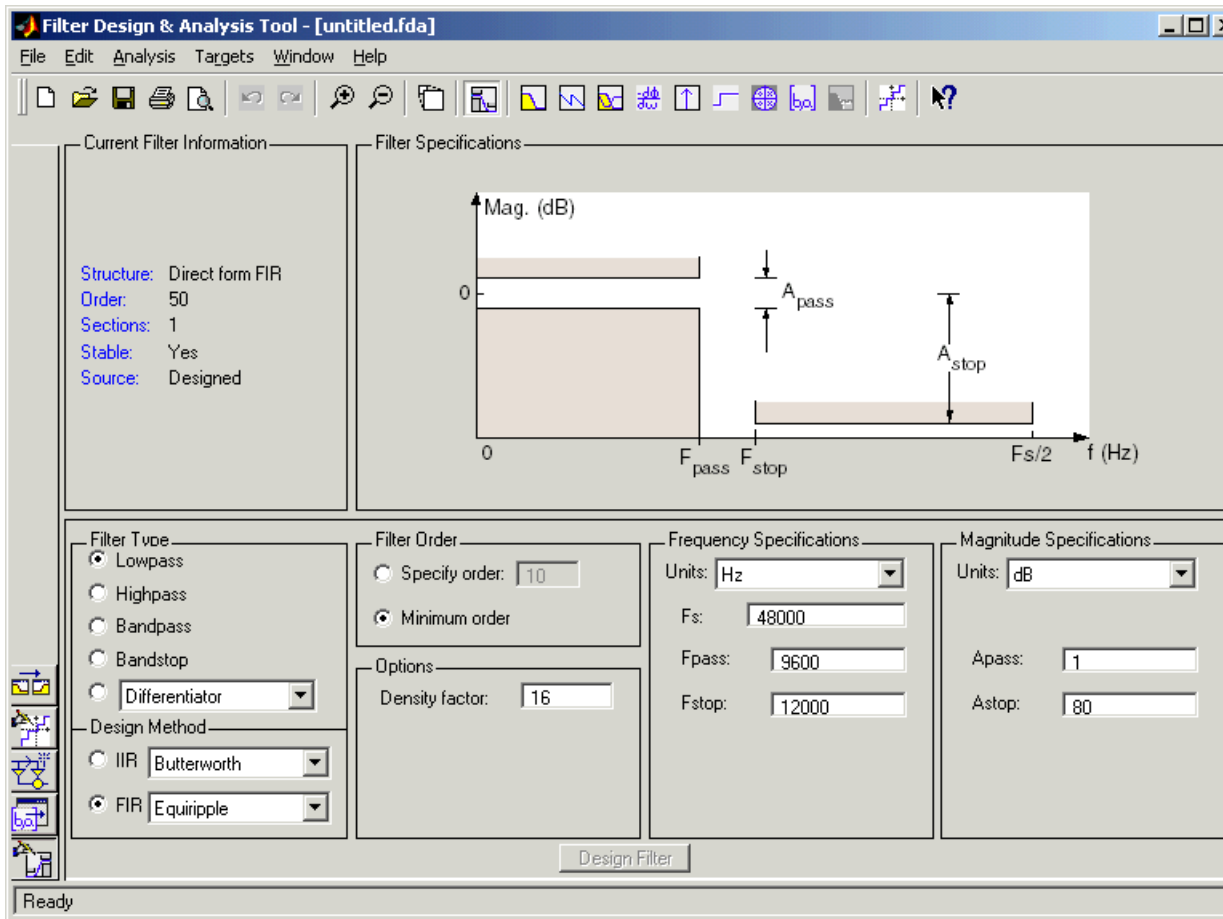 Filter Design & Analysis Tool - [untitled.fda]
File Edit Analysis Targets Window Help
Current Filter Information
Structure: Direct form FIR
Order: 50
Sections: 1
Stable: Yes
Source: Designed
Filter Specifications
Mag. (dB)
0
A pass
A stop
0
F pass
F stop
Fs/2
f (Hz)
Filter Type
Lowpass
Highpass
Bandpass
Bandstop
Differentiator
Design Method
IIR Butterworth
FIR Equiripple
Filter Order
Specify order: 10
Minimum order
Options
Density factor: 16
Frequency Specifications
Units: Hz
Fs: 48000
Fpass: 9600
Fstop: 12000
Magnitude Specifications
Units: dB
Apass: 1
Astop: 80
Design Filter
Ready